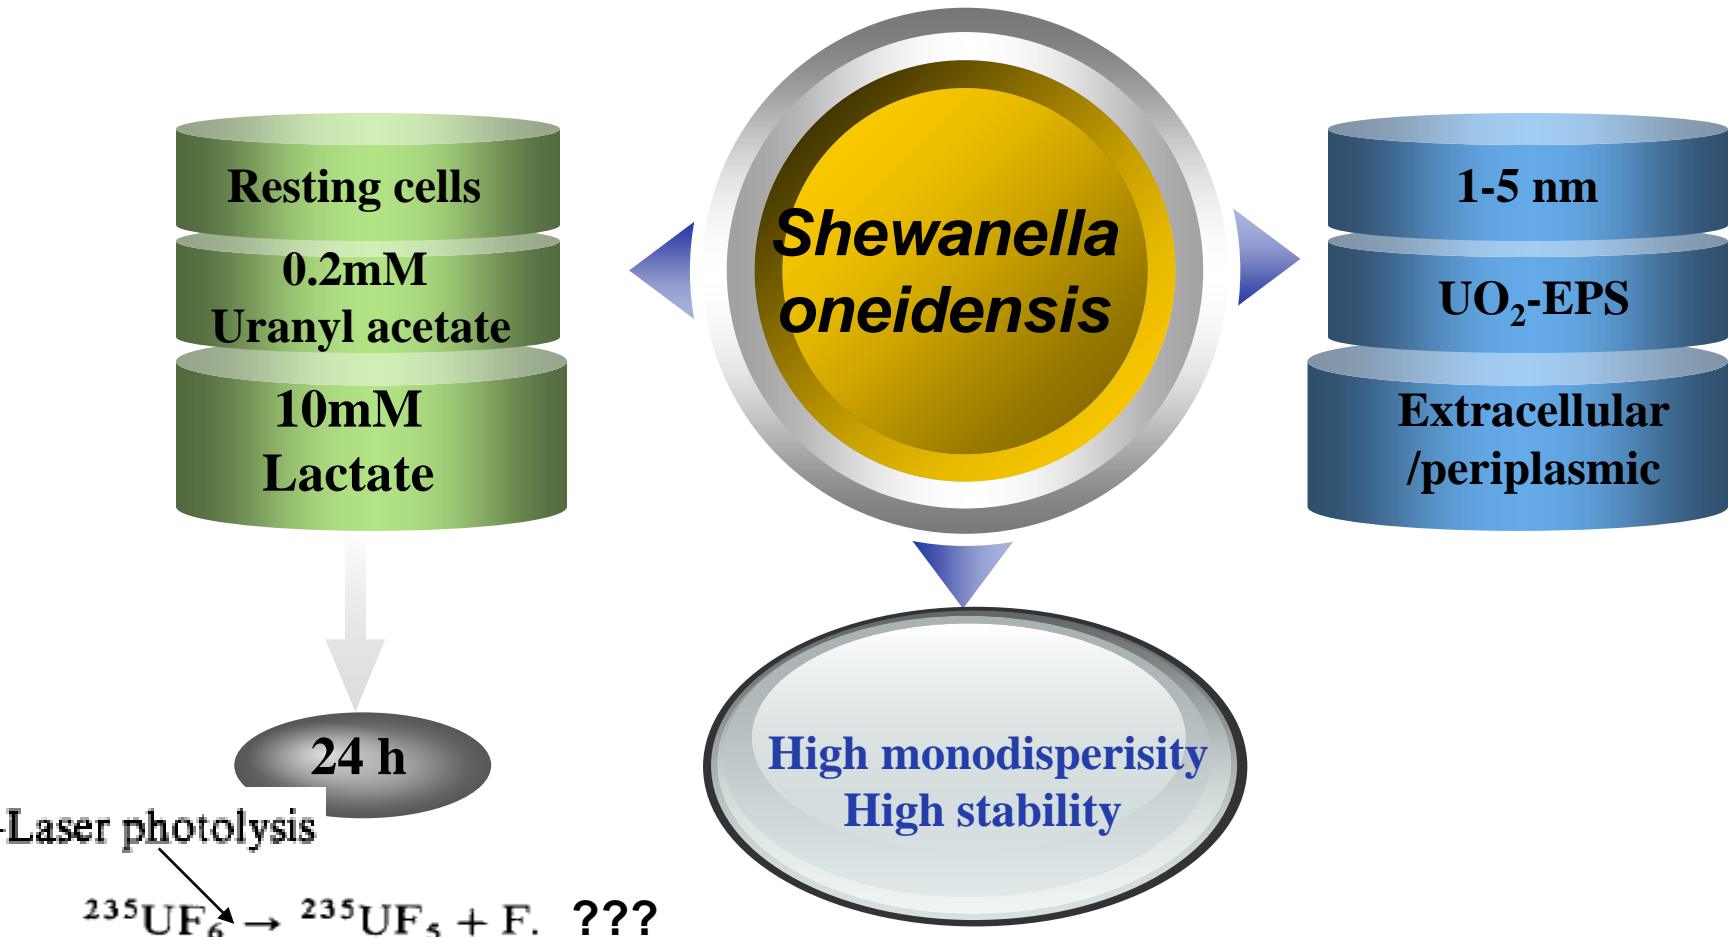 Resting cells
0.2mM
Uranyl acetate
10mM
Lactate
24 h
Shewanella
oneidensis
1-5 nm
UO₂-EPS
Extracellular
/periplasmic
High monodisperisity
High stability
-Laser photolysis
²³⁵UF₆ → ²³⁵UF₅ + F. ???